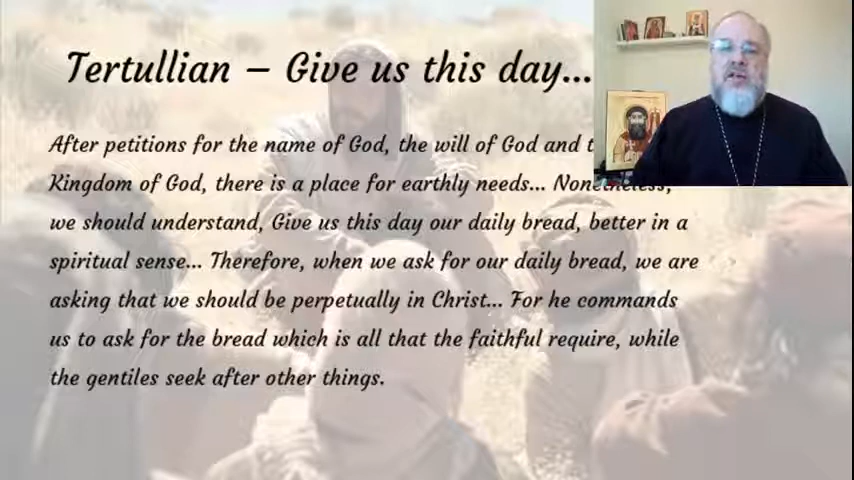 Tertullian – Give us this day...
After petitions for the name of God, the will of God and
Kingdom of God, there is a place for earthly needs... Nonetheless,
we should understand, Give us this day our daily bread, better in a
spiritual sense... Therefore, when we ask for our daily bread, we are
asking that we should be perpetually in Christ... For he commands
us to ask for the bread which is all that the faithful require, while
the gentiles seek after other things.